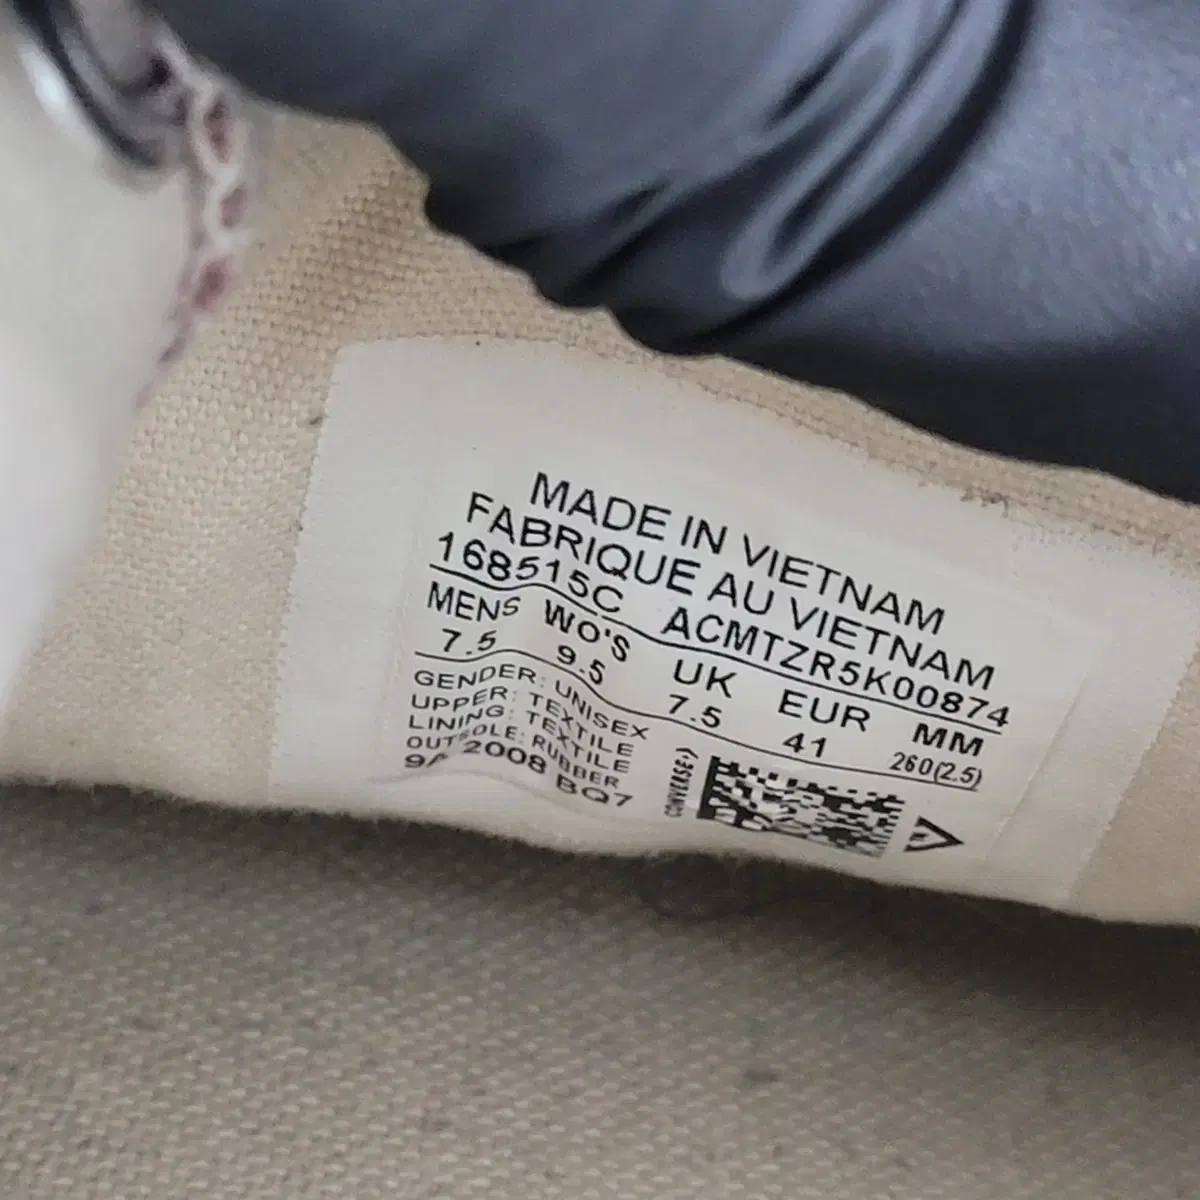 MADE IN VIETNAM
FABRIQUE AU VIETNAM
168515C ACMTZR5K00874
MENS WO'S UK EUR MM
7.5 9.5 7.5 41 260(2.5)
GENDER: UNISEX
UPPER: TEXTILE
LINING: TEXTILE
OUTSOLE: RUBBER
2008 BQ7
CONVERSE